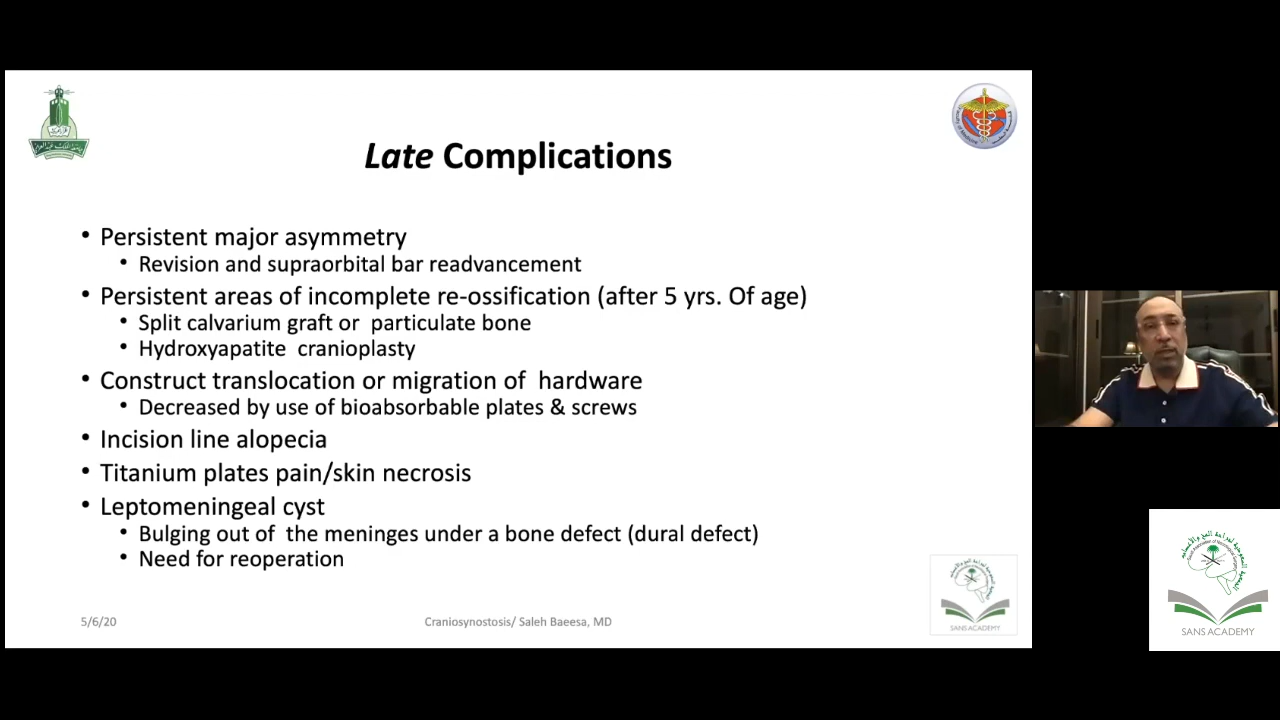 Late Complications
• Persistent major asymmetry
• Revision and supraorbital bar readvancement
• Persistent areas of incomplete re-ossification (after 5 yrs. Of age)
• Split calvarium graft or particulate bone
• Hydroxyapatite cranioplasty
• Construct translocation or migration of hardware
• Decreased by use of bioabsorbable plates & screws
• Incision line alopecia
• Titanium plates pain/skin necrosis
• Leptomeningeal cyst
• Bulging out of the meninges under a bone defect (dural defect)
• Need for reoperation
5/6/20
Craniosynostosis/ Saleh Baeesa, MD
SANS ACADEMY
SANS ACADEMY